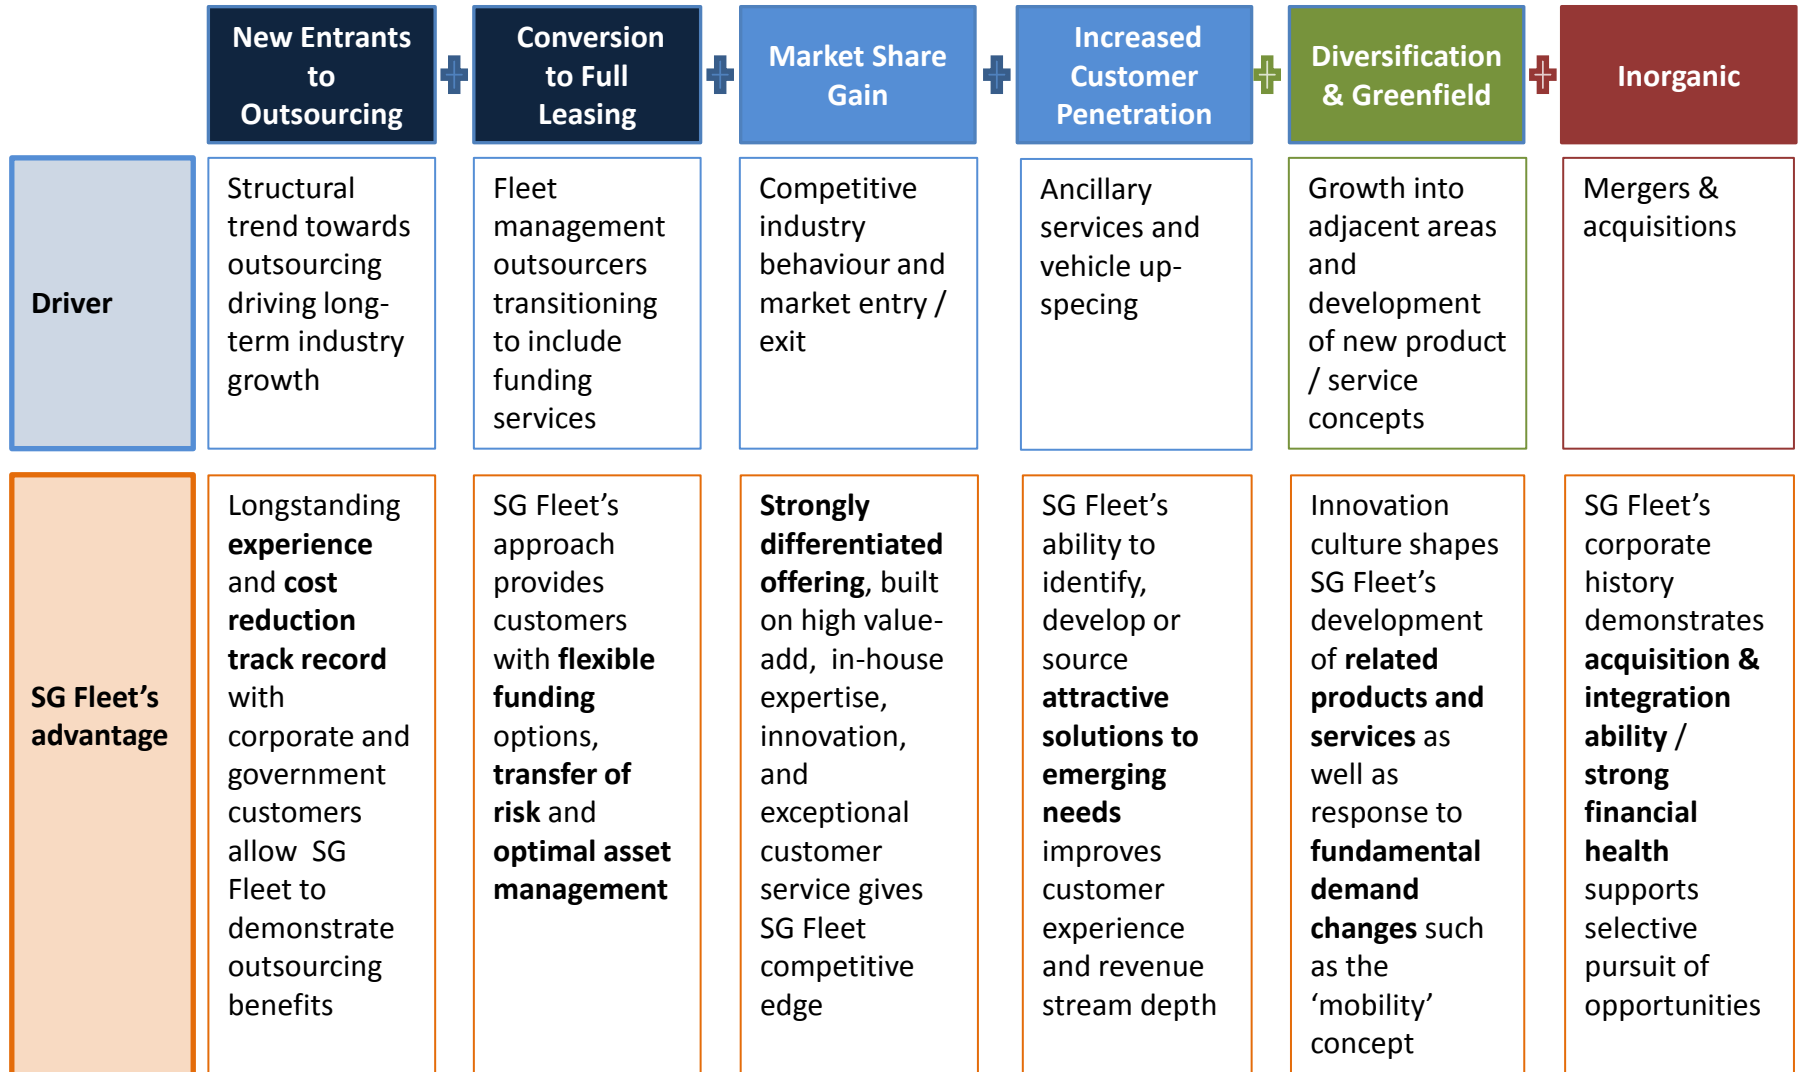 New Entrants
to
Outsourcing
Conversion
to Full
Leasing
Market Share
Gain
Increased
Customer
Penetration
Diversification
& Greenfield
Inorganic
Driver
Structural
trend towards
outsourcing
driving long-
term industry
growth
Fleet
management
outsourcers
transitioning
to include
funding
services
Competitive
industry
behaviour and
market entry /
exit
Ancillary
services and
vehicle up-
specing
Growth into
adjacent areas
and
development
of new product
/ service
concepts
Mergers &
acquisitions
SG Fleet’s
advantage
Longstanding
experience
and cost
reduction
track record
with
corporate and
government
customers
allow  SG
Fleet to
demonstrate
outsourcing
benefits
SG Fleet’s
approach
provides
customers
with flexible
funding
options,
transfer of
risk and
optimal asset
management
Strongly
differentiated
offering, built
on high value-
add,  in-house
expertise,
innovation,
and
exceptional
customer
service gives
SG Fleet
competitive
edge
SG Fleet’s
ability to
identify,
develop or
source
attractive
solutions to
emerging
needs
improves
customer
experience
and revenue
stream depth
Innovation
culture shapes
SG Fleet’s
development
of related
products and
services as
well as
response to
fundamental
demand
changes such
as the
‘mobility’
concept
SG Fleet’s
corporate
history
demonstrates
acquisition &
integration
ability /
strong
financial
health
supports
selective
pursuit of
opportunities